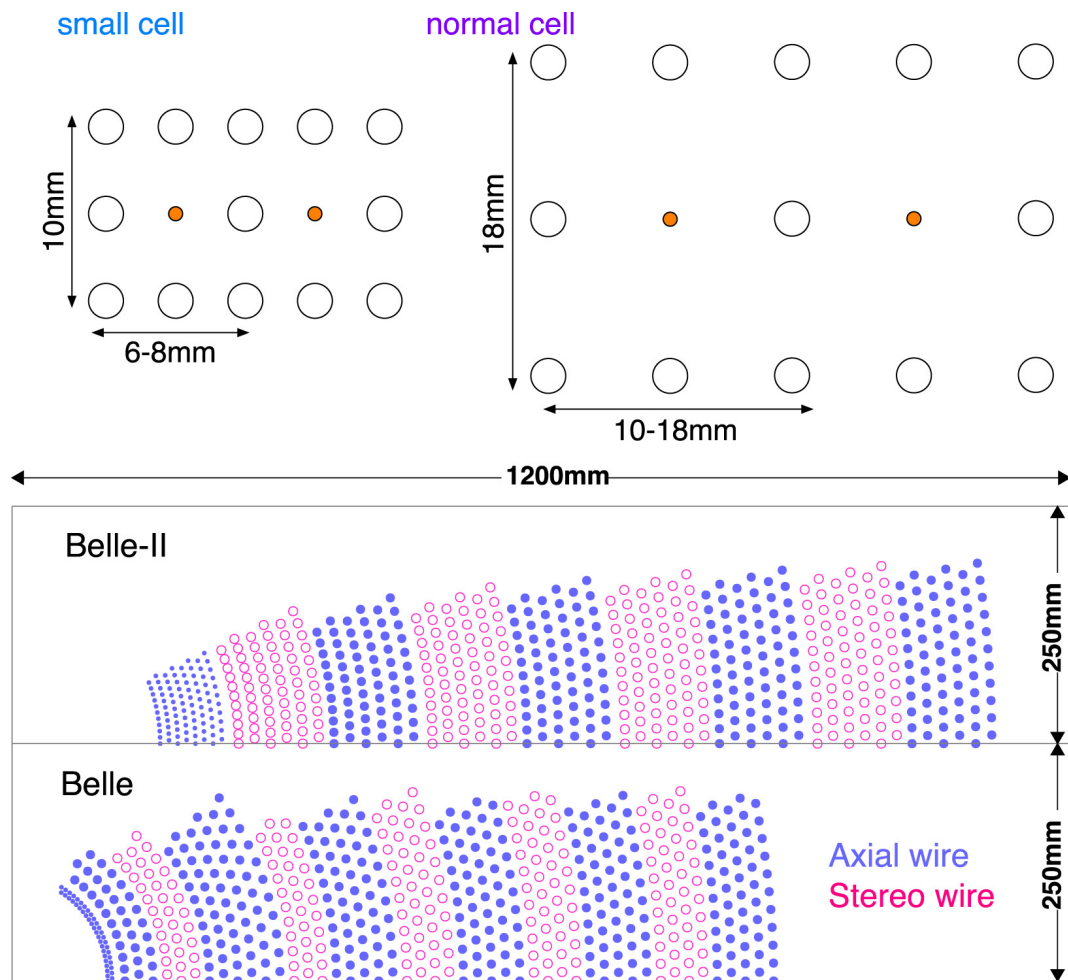 small cell
normal cell
10mm
18mm
6-8mm
10-18mm
1200mm
Belle-II
250mm
Belle
Axial wire
Stereo wire
250mm